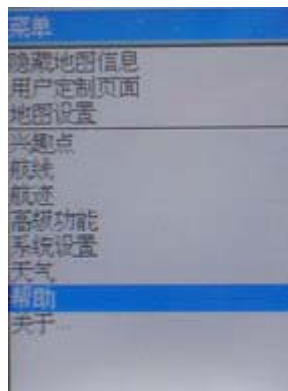 菜单
隐藏地图信息
用户定制页面
地图设置
兴趣点
航线
航迹
高级功能
系统设置
天气
帮助
关于